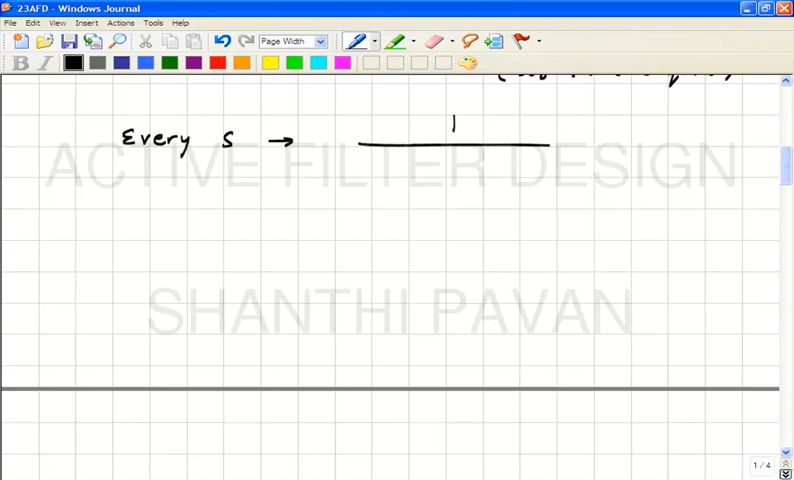 23AFD - Windows Journal
File Edit View Insert Actions Tools Help
Page Width
B I
Every s → 1
ACTIVE FILTER DESIGN
SHANTHI PAVAN
1 / 4